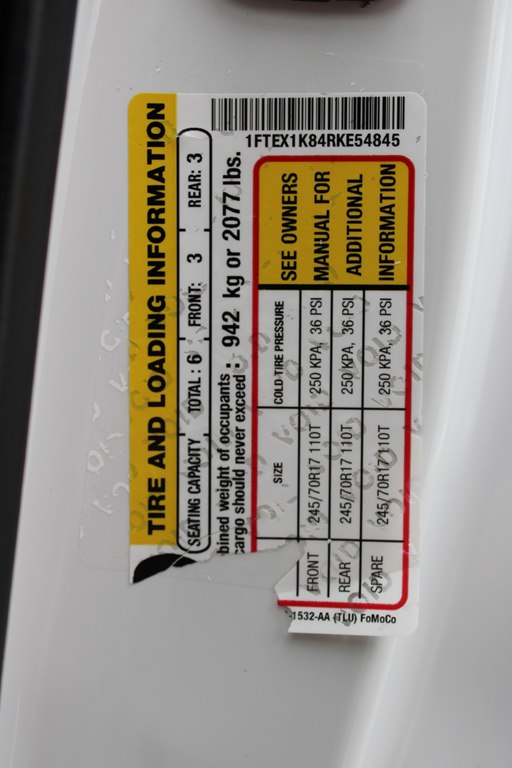 1FTEX1K84RKE54845
TIRE AND LOADING INFORMATION
SEATING CAPACITY TOTAL: 6 FRONT: 3 REAR: 3
bined weight of occupants
cargo should never exceed : 942 kg or 2077 lbs.
SIZE COLD TIRE PRESSURE SEE OWNERS
FRONT 245/70R17 110T 250 KPA, 36 PSI MANUAL FOR
REAR 245/70R17 110T 250 KPA, 36 PSI ADDITIONAL
SPARE 245/70R17 110T 250 KPA, 36 PSI INFORMATION
-1532-AA (TLU) FoMoCo